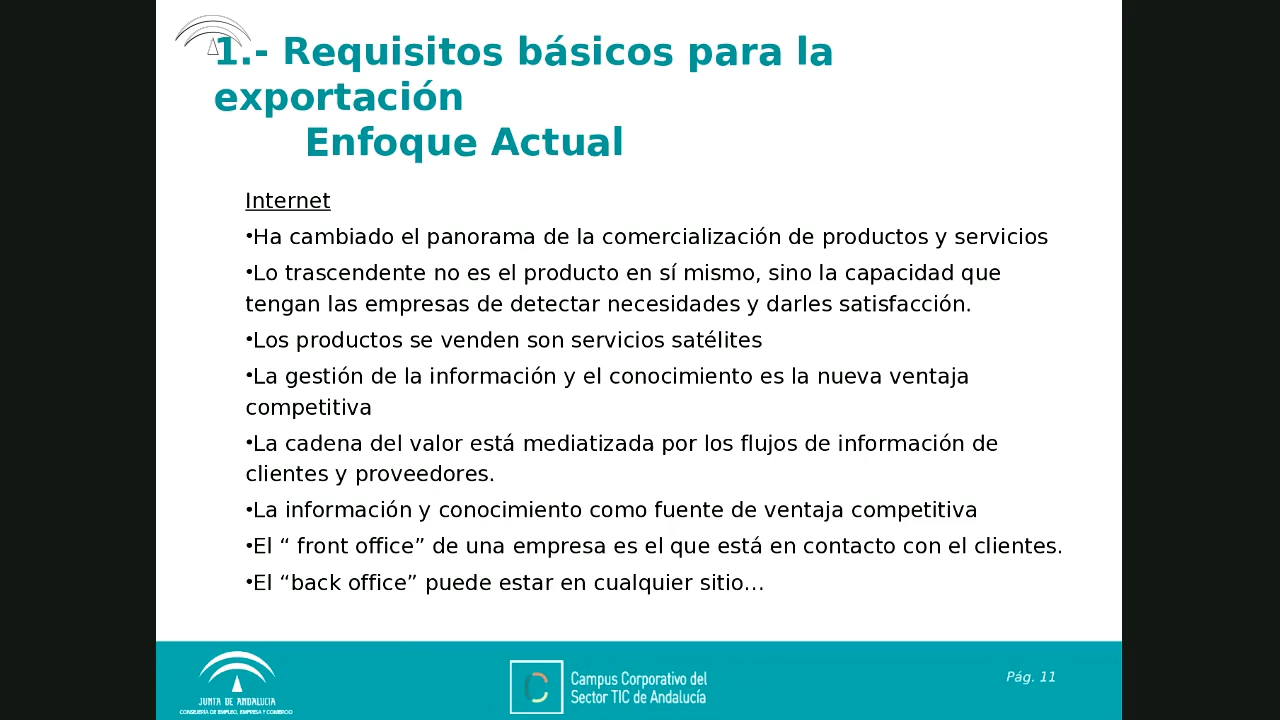 1.- Requisitos básicos para la
exportación
Enfoque Actual
Internet
•Ha cambiado el panorama de la comercialización de productos y servicios
•Lo trascendente no es el producto en sí mismo, sino la capacidad que
tengan las empresas de detectar necesidades y darles satisfacción.
•Los productos se venden son servicios satélites
•La gestión de la información y el conocimiento es la nueva ventaja
competitiva
•La cadena del valor está mediatizada por los flujos de información de
clientes y proveedores.
•La información y conocimiento como fuente de ventaja competitiva
•El “ front office” de una empresa es el que está en contacto con el clientes.
•El “back office” puede estar en cualquier sitio…
JUNTA DE ANDALUCIA
CONSEJERÍA DE EMPLEO, EMPRESA Y COMERCIO
Campus Corporativo del
Sector TIC de Andalucía
Pág. 11